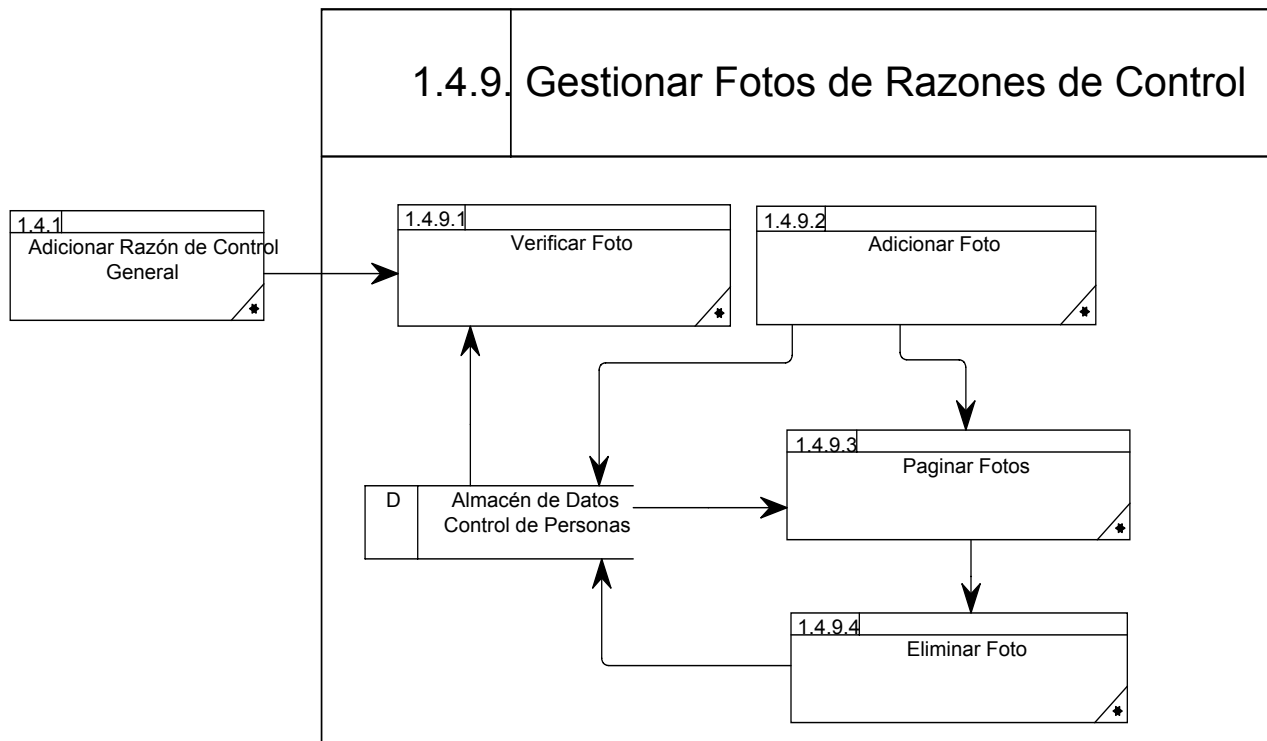 1.4.9. Gestionar Fotos de Razones de Control
1.4.1
Adicionar Razón de Control
General
1.4.9.1
Verificar Foto
1.4.9.2
Adicionar Foto
1.4.9.3
Paginar Fotos
D
Almacén de Datos
Control de Personas
1.4.9.4
Eliminar Foto